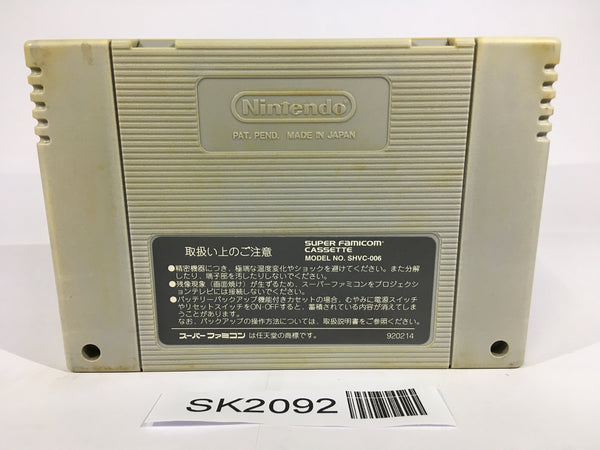 Nintendo
PAT. PEND. MADE IN JAPAN
取扱い上のご注意
SUPER FAMICOM
CASSETTE
MODEL NO. SHVC-006
●精密機器につき、極端な温度変化やショックを避けてください。また分解
したり、端子部を汚したりしないでください。
●残像現象（画面焼け）が生ずるため、スーパーファミコンをプロジェクシ
ョンテレビには接続しないでください。
●バッテリーバックアップ機能付きカセットの場合、むやみに電源スイッチ
やリセットスイッチをON-OFFすると、蓄積されている内容が消えてしま
うことがあります。
なお、バックアップの操作方法については、取扱説明書をご参照ください。
スーパーファミコン は任天堂の商標です。
920214
SK2092